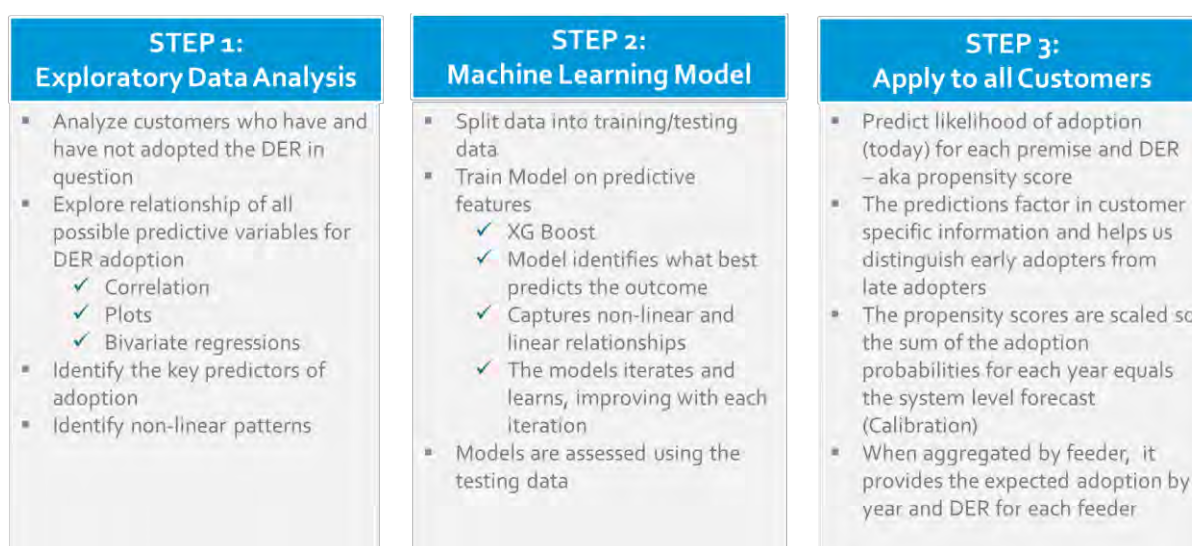 STEP 1:
Exploratory Data Analysis
▪ Analyze customers who have and
have not adopted the DER in
question
▪ Explore relationship of all
possible predictive variables for
DER adoption
✓ Correlation
✓ Plots
✓ Bivariate regressions
▪ Identify the key predictors of
adoption
▪ Identify non-linear patterns
STEP 2:
Machine Learning Model
▪ Split data into training/testing
data
▪ Train Model on predictive
features
✓ XG Boost
✓ Model identifies what best
predicts the outcome
✓ Captures non-linear and
linear relationships
✓ The models iterates and
learns, improving with each
iteration
▪ Models are assessed using the
testing data
STEP 3:
Apply to all Customers
▪ Predict likelihood of adoption
(today) for each premise and DER
– aka propensity score
▪ The predictions factor in customer
specific information and helps us
distinguish early adopters from
late adopters
▪ The propensity scores are scaled so
the sum of the adoption
probabilities for each year equals
the system level forecast
(Calibration)
▪ When aggregated by feeder, it
provides the expected adoption by
year and DER for each feeder